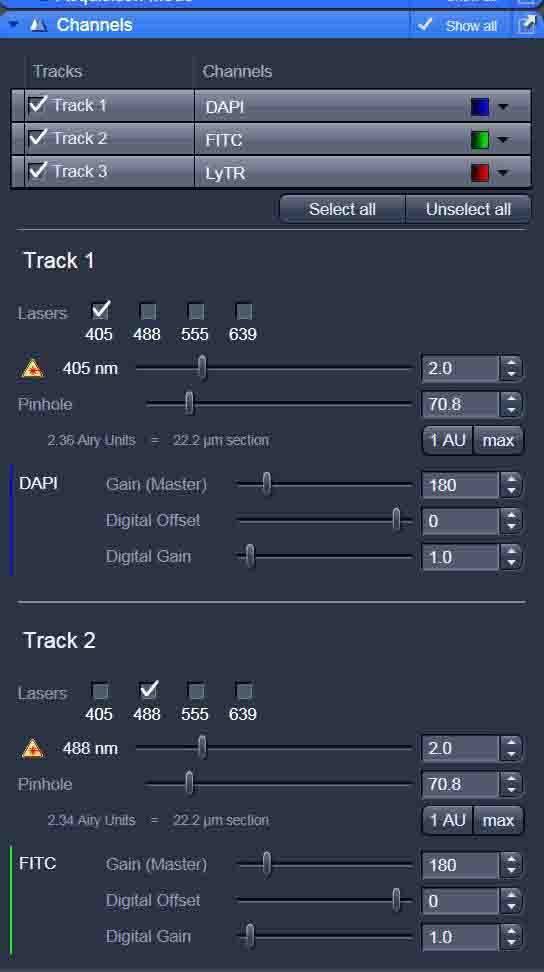 Show all
Channels Show all
Tracks Channels
Track 1 DAPI
Track 2 FITC
Track 3 LyTR
Select all Unselect all
Track 1
Lasers
405 488 555 639
405 nm 2.0
Pinhole 70.8
2.36 Airy Units = 22.2 µm section 1 AU max
DAPI Gain (Master) 180
Digital Offset 0
Digital Gain 1.0
Track 2
Lasers
405 488 555 639
488 nm 2.0
Pinhole 70.8
2.34 Airy Units = 22.2 µm section 1 AU max
FITC Gain (Master) 180
Digital Offset 0
Digital Gain 1.0